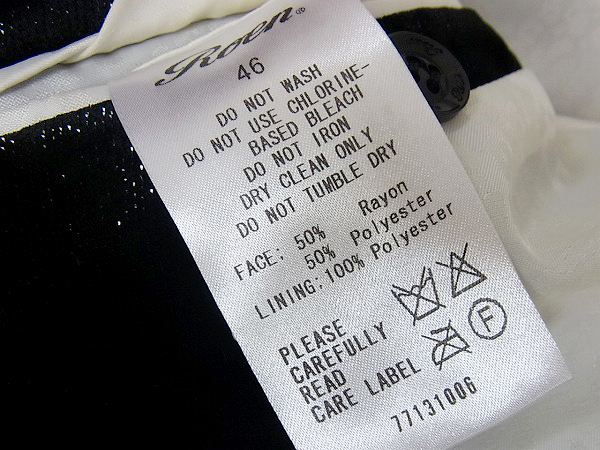 Roen®
46
DO NOT WASH
DO NOT USE CHLORINE-
BASED BLEACH
DO NOT IRON
DRY CLEAN ONLY
DO NOT TUMBLE DRY
FACE: 50% Rayon
50% Polyester
LINING:100% Polyester
PLEASE
CAREFULLY
READ
CARE LABEL
F
77131006